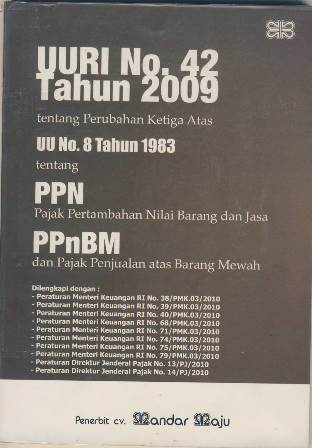 UURI No. 42
Tahun 2009
tentang Perubahan Ketiga Atas
UU No. 8 Tahun 1983
tentang
PPN
Pajak Pertambahan Nilai Barang dan Jasa
PPnBM
dan Pajak Penjualan atas Barang Mewah
Dilengkapi dengan :
- Peraturan Menteri Keuangan RI No. 38/PMK.03/2010
- Peraturan Menteri Keuangan RI No. 39/PMK.03/2010
- Peraturan Menteri Keuangan RI No. 40/PMK.03/2010
- Peraturan Menteri Keuangan RI No. 68/PMK.03/2010
- Peraturan Menteri Keuangan RI No. 71/PMK.03/2010
- Peraturan Menteri Keuangan RI No. 74/PMK.03/2010
- Peraturan Menteri Keuangan RI No. 75/PMK.03/2010
- Peraturan Menteri Keuangan RI No. 79/PMK.03/2010
- Peraturan Direktur Jenderal Pajak No. 13/PJ/2010
- Peraturan Direktur Jenderal Pajak No. 14/PJ/2010
Penerbit cv. Mandar Maju